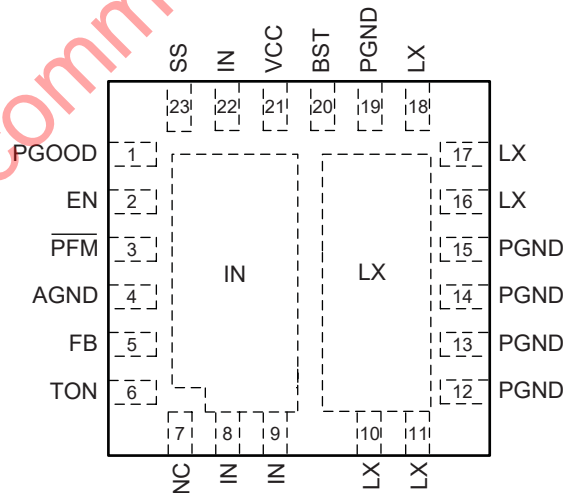 SS IN VCC BST PGND LX
23 22 21 20 19 18
PGOOD 1 17 LX
EN 2 16 LX
PFM 3 15 PGND
IN LX
AGND 4 14 PGND
FB 5 13 PGND
TON 6 12 PGND
7 8 9 10 11
NC IN IN LX LX
comm